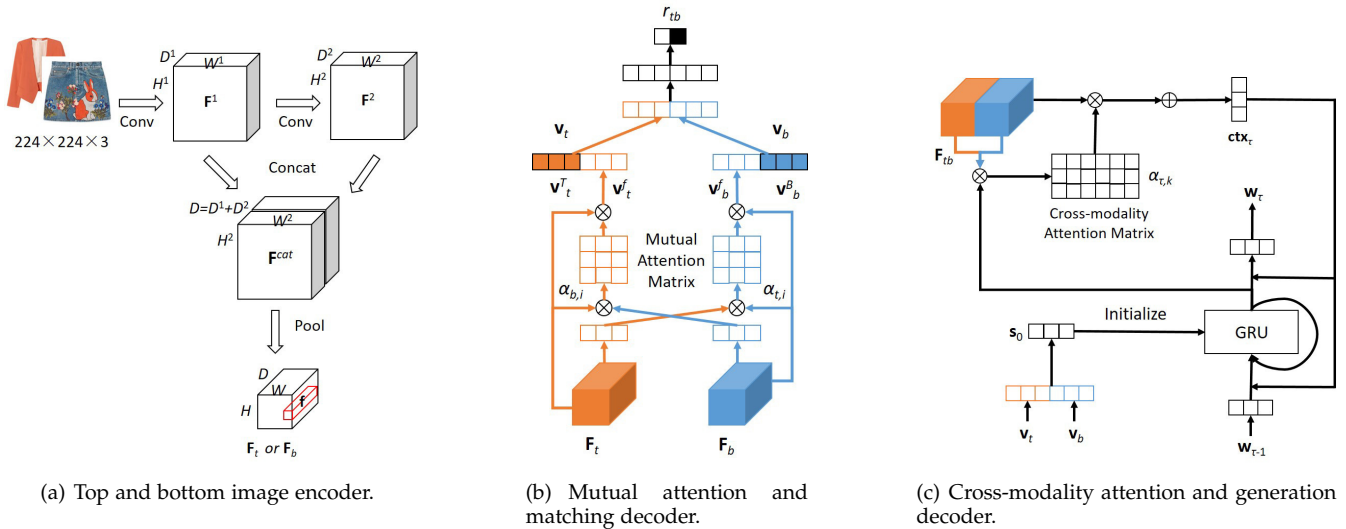 224×224×3
Conv
D¹
W¹
H¹
F¹
Conv
D²
W²
H²
F²
Concat
D=D¹+D²
W²
H²
F^cat
Pool
D
W
H
f
F_t or F_b
(a) Top and bottom image encoder.
r_tb
v_t
v_b
v^T_t
v^f_t
v^f_b
v^B_b
Mutual
Attention
Matrix
α_b,i
α_t,i
F_t
F_b
(b) Mutual attention and
matching decoder.
F_tb
α_τ,k
Cross-modality
Attention Matrix
ctx_τ
w_τ
Initialize
s_0
GRU
v_t
v_b
w_τ-1
(c) Cross-modality attention and generation
decoder.